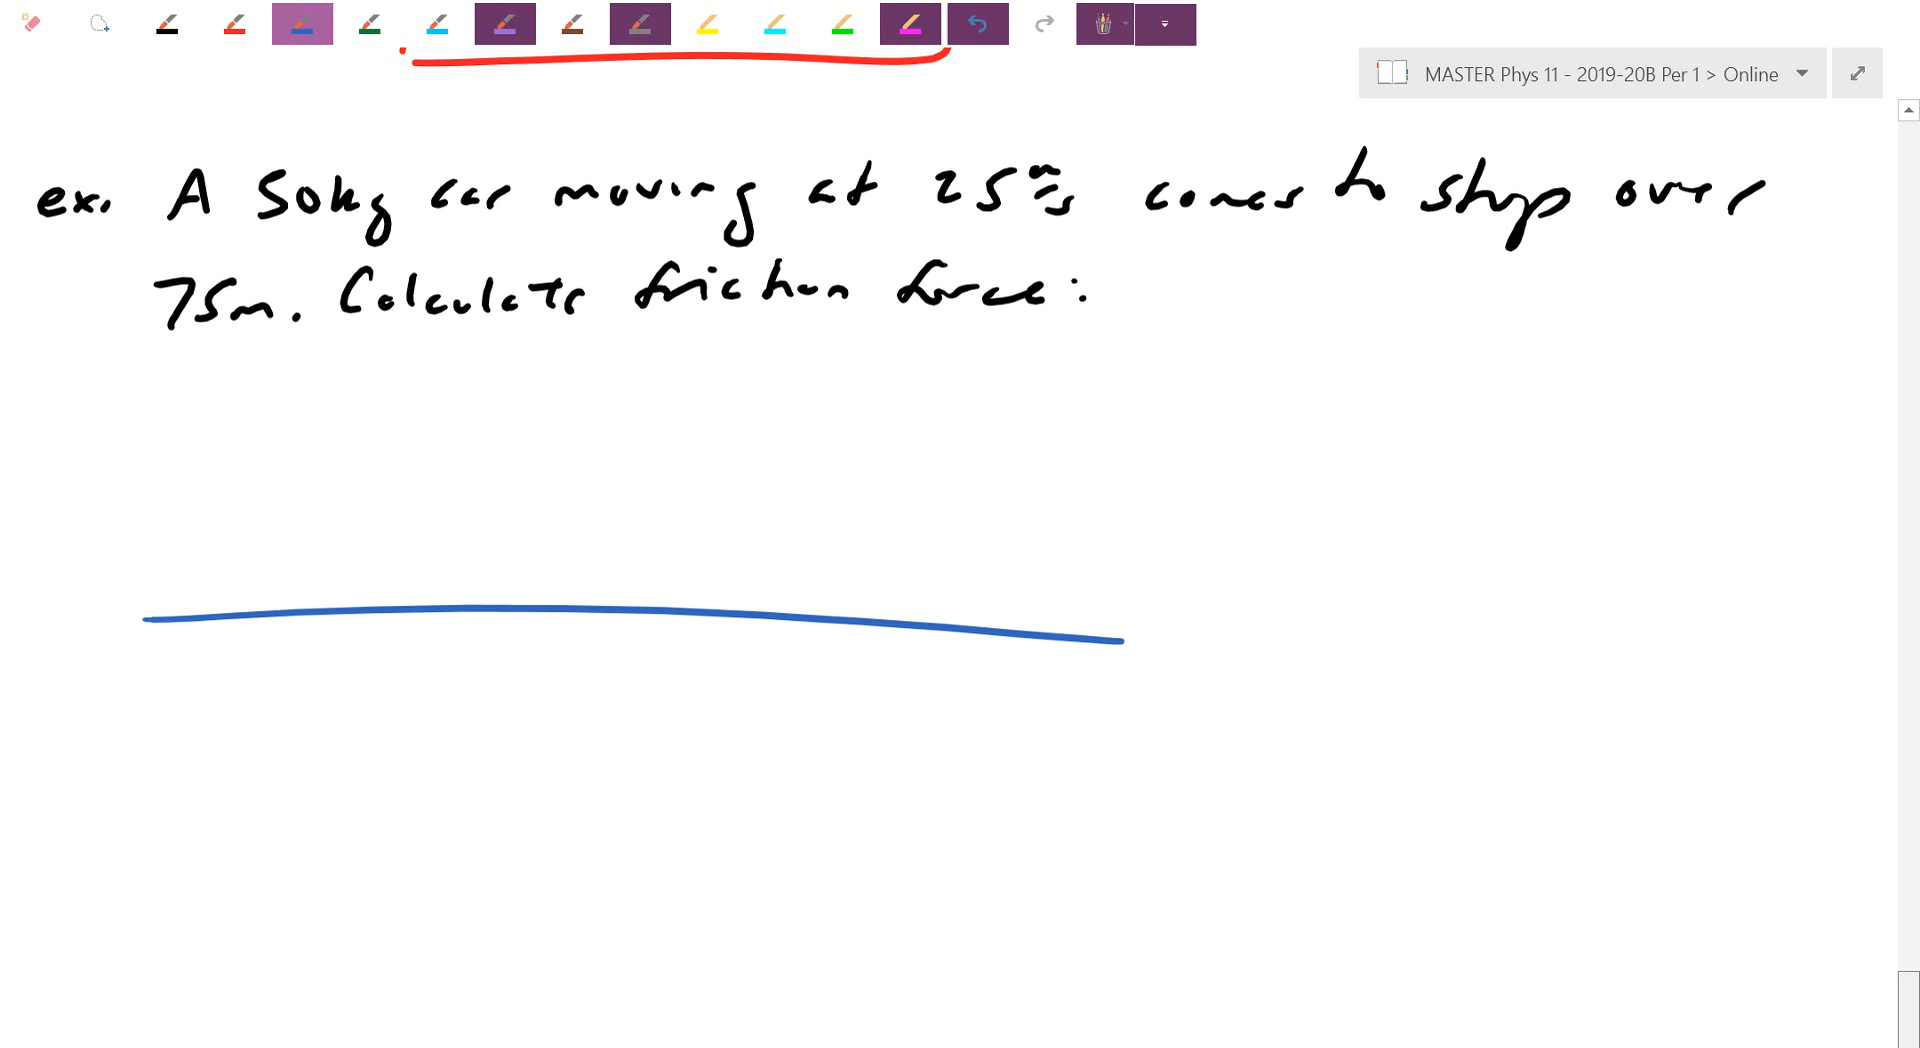 MASTER Phys 11 - 2019-20B Per 1 > Online
ex. A 50kg car moving at 25 m/s comes to stop over
75m. Calculate friction force: